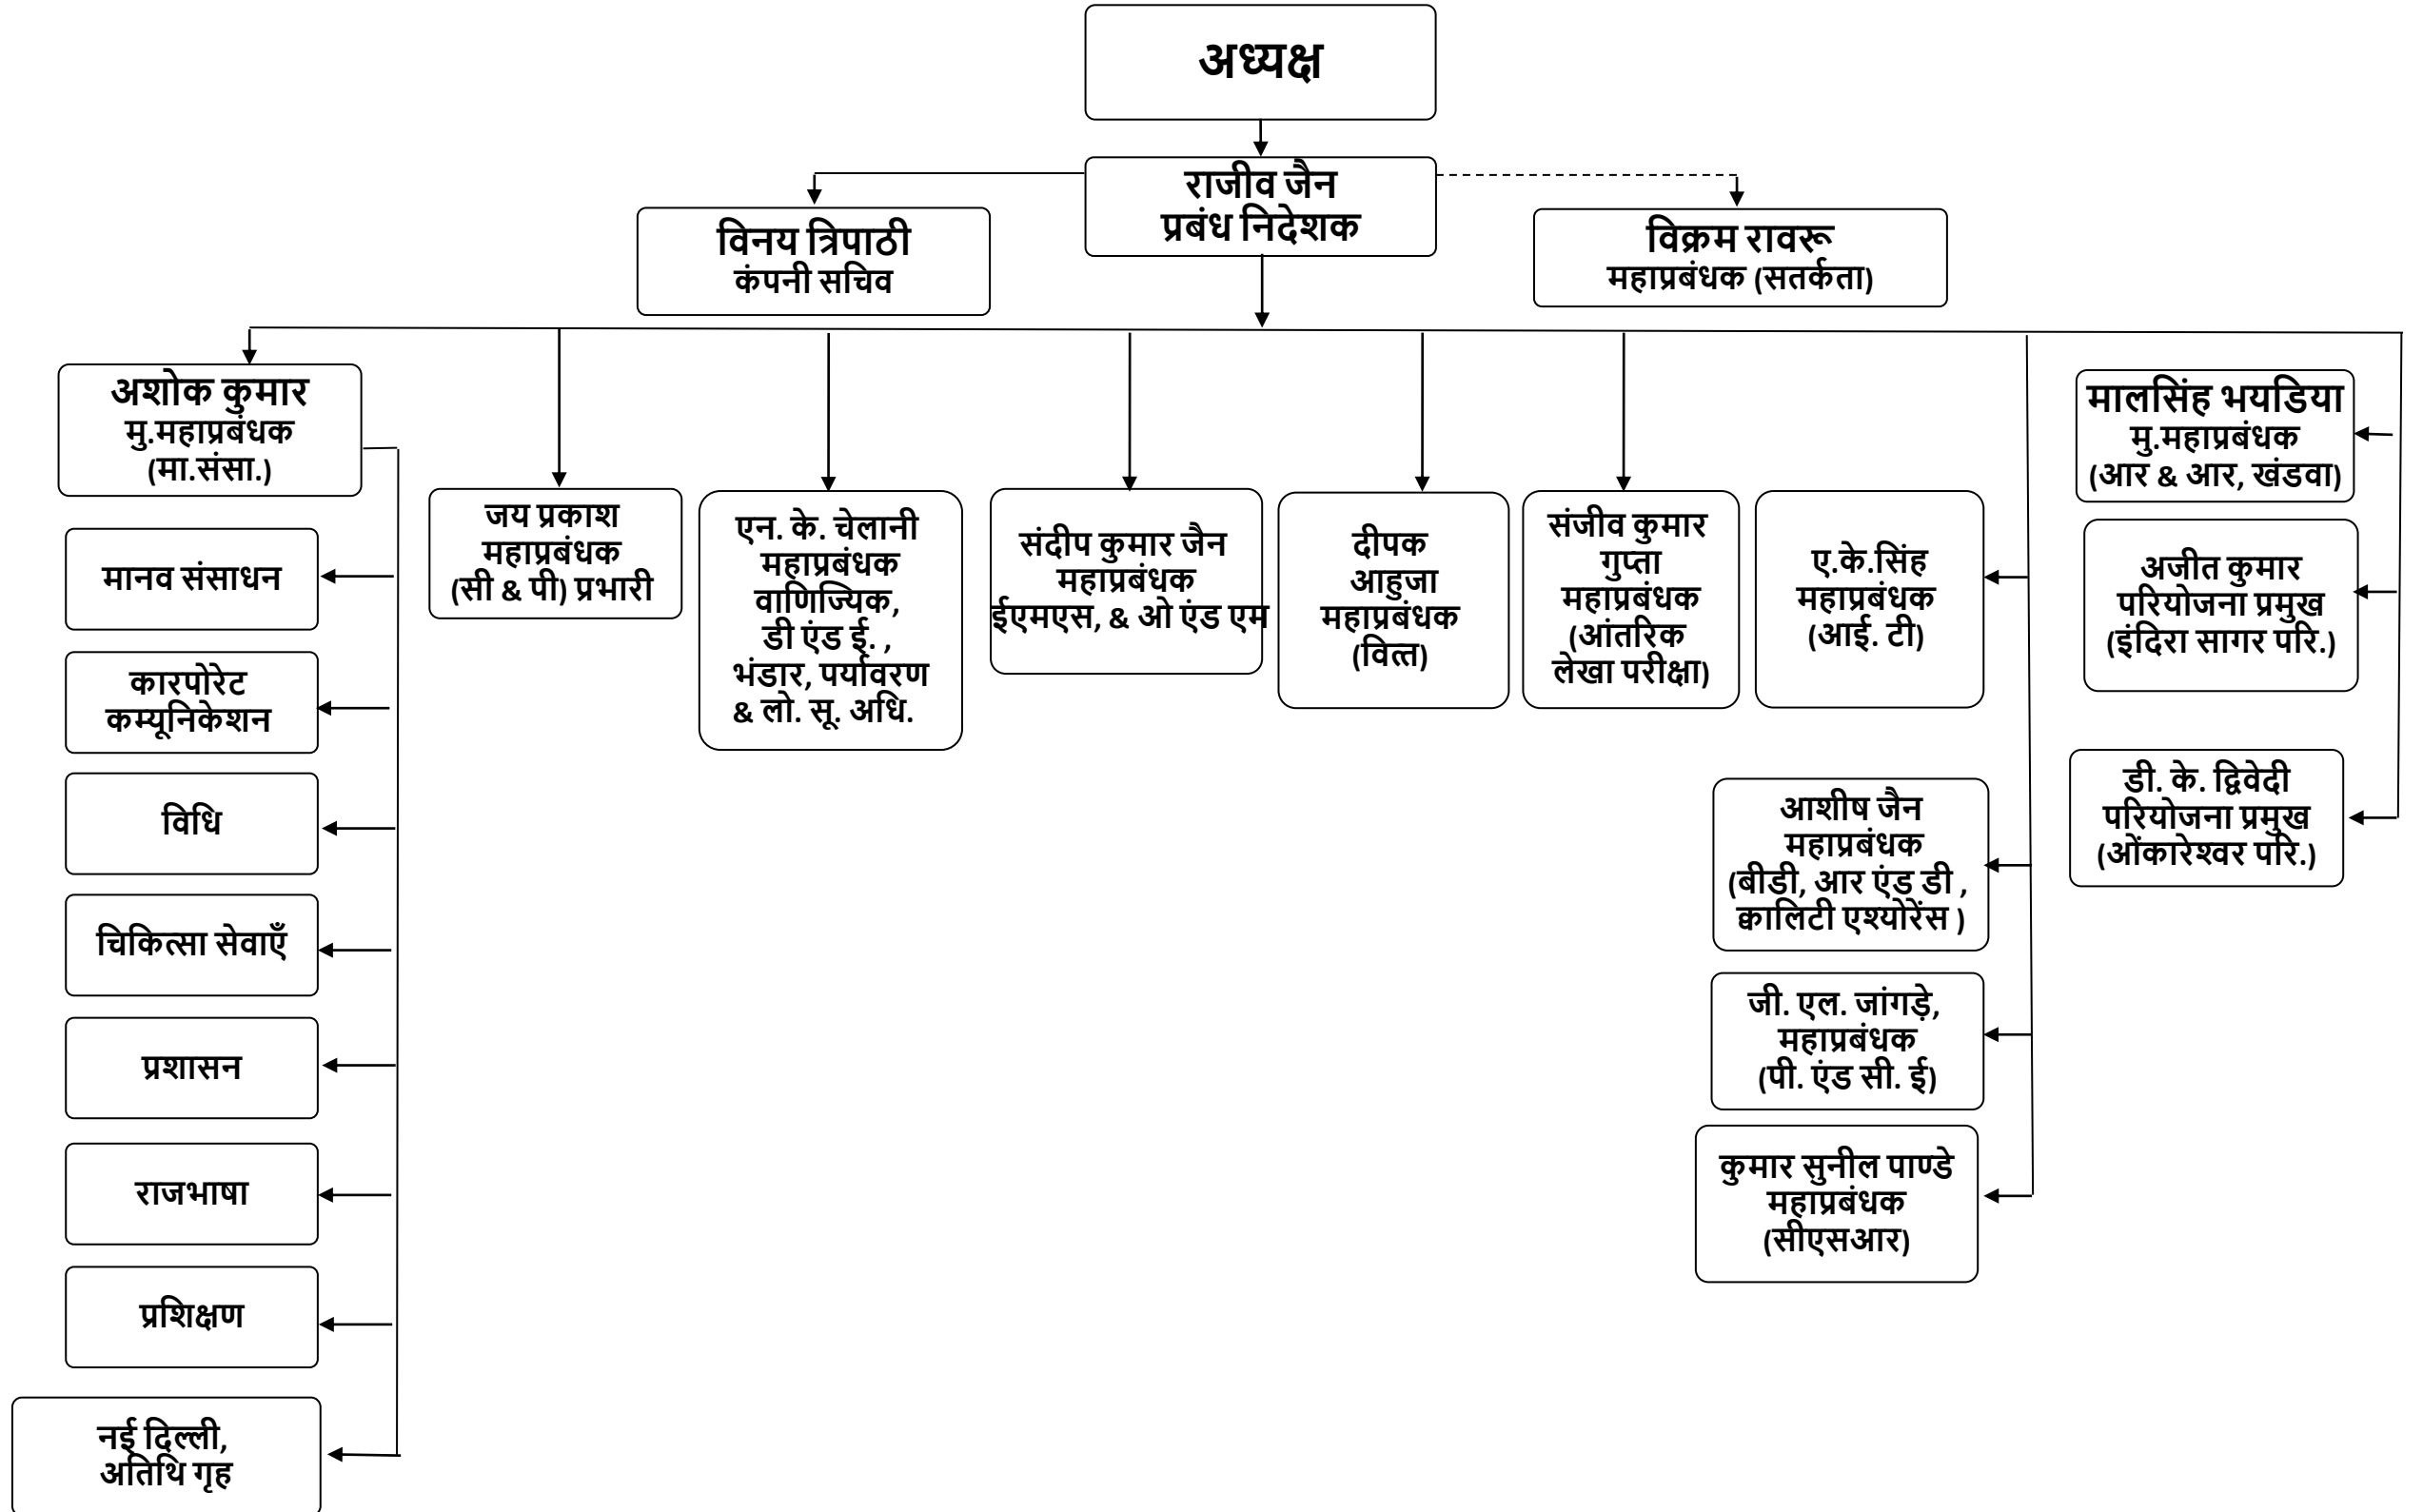 अध्यक्ष
राजीव जैन
प्रबंध निदेशक
विनय त्रिपाठी
कंपनी सचिव
विक्रम रावरू
महाप्रबंधक (सतर्कता)
अशोक कुमार
मु.महाप्रबंधक
(मा.संसा.)
मानव संसाधन
कारपोरेट
कम्यूनिकेशन
विधि
चिकित्सा सेवाएँ
प्रशासन
राजभाषा
प्रशिक्षण
नई दिल्ली,
अतिथि गृह
जय प्रकाश
महाप्रबंधक
(सी & पी) प्रभारी
एन. के. चेलानी
महाप्रबंधक
वाणिज्यिक,
डी एंड ई. ,
भंडार, पर्यावरण
& लो. सू. अधि.
संदीप कुमार जैन
महाप्रबंधक
ईएमएस, & ओ एंड एम
दीपक
आहुजा
महाप्रबंधक
(वित्त)
संजीव कुमार
गुप्ता
महाप्रबंधक
(आंतरिक
लेखा परीक्षा)
ए.के.सिंह
महाप्रबंधक
(आई. टी)
आशीष जैन
महाप्रबंधक
(बीडी, आर एंड डी ,
क्वालिटी एश्योरेंस )
जी. एल. जांगड़े,
महाप्रबंधक
(पी. एंड सी. ई)
कुमार सुनील पाण्डे
महाप्रबंधक
(सीएसआर)
मालसिंह भयडिया
मु.महाप्रबंधक
(आर & आर, खंडवा)
अजीत कुमार
परियोजना प्रमुख
(इंदिरा सागर परि.)
डी. के. द्विवेदी
परियोजना प्रमुख
(ओंकारेश्वर परि.)